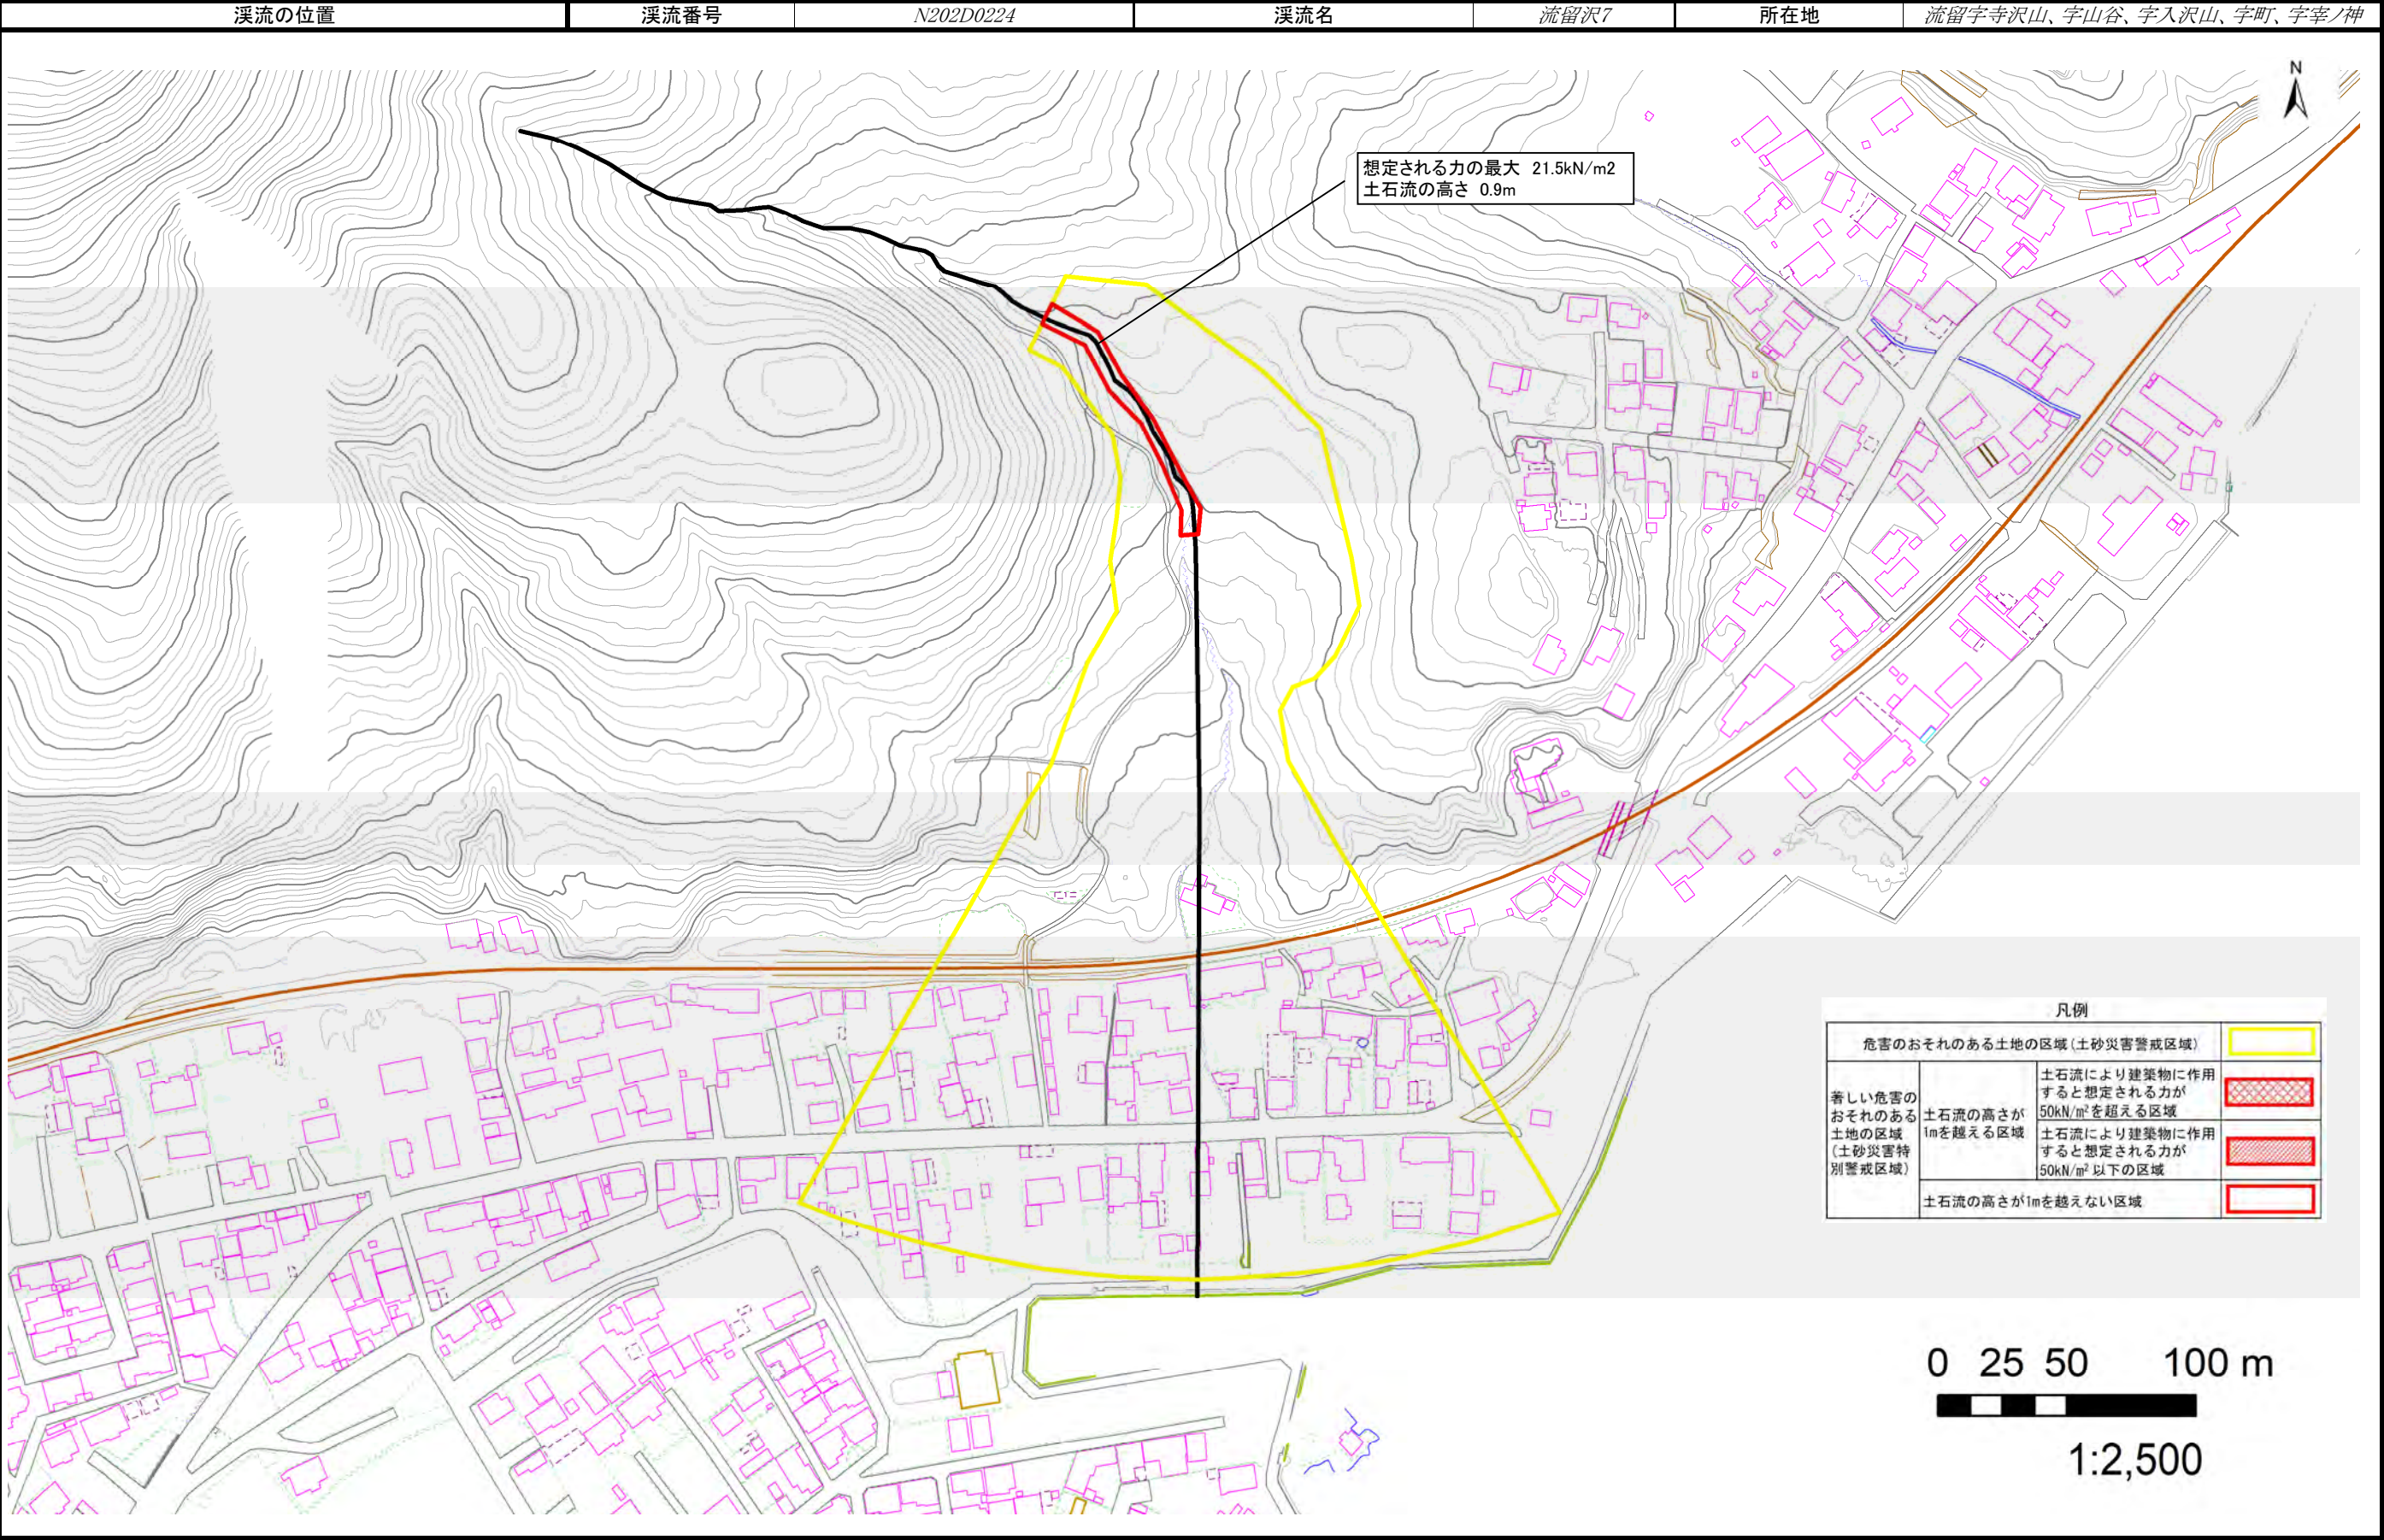 渓流の位置 渓流番号 N202D0224 渓流名 流留沢7 所在地 流留字寺沢山、字山谷、字入沢山、字町、字幸ノ神
N
想定される力の最大 21.5kN/m2
土石流の高さ 0.9m
凡例
危害のおそれのある土地の区域(土砂災害警戒区域)
著しい危害の
おそれのある
土地の区域
(土砂災害特
別警戒区域)
土石流の高さが
1mを越える区域
土石流により建築物に作用
すると想定される力が
50kN/m²を超える区域
土石流により建築物に作用
すると想定される力が
50kN/m²以下の区域
土石流の高さが1mを越えない区域
0 25 50 100 m
1:2,500